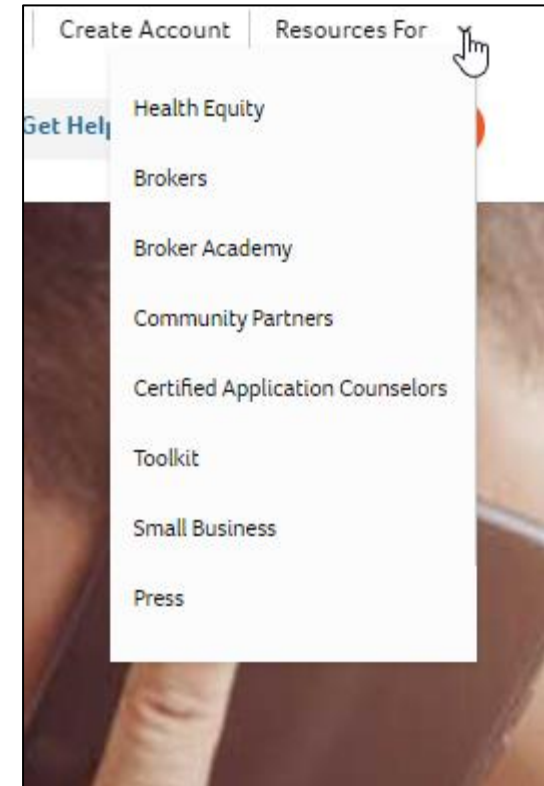 Create Account
Resources For
Get Help
Health Equity
Brokers
Broker Academy
Community Partners
Certified Application Counselors
Toolkit
Small Business
Press